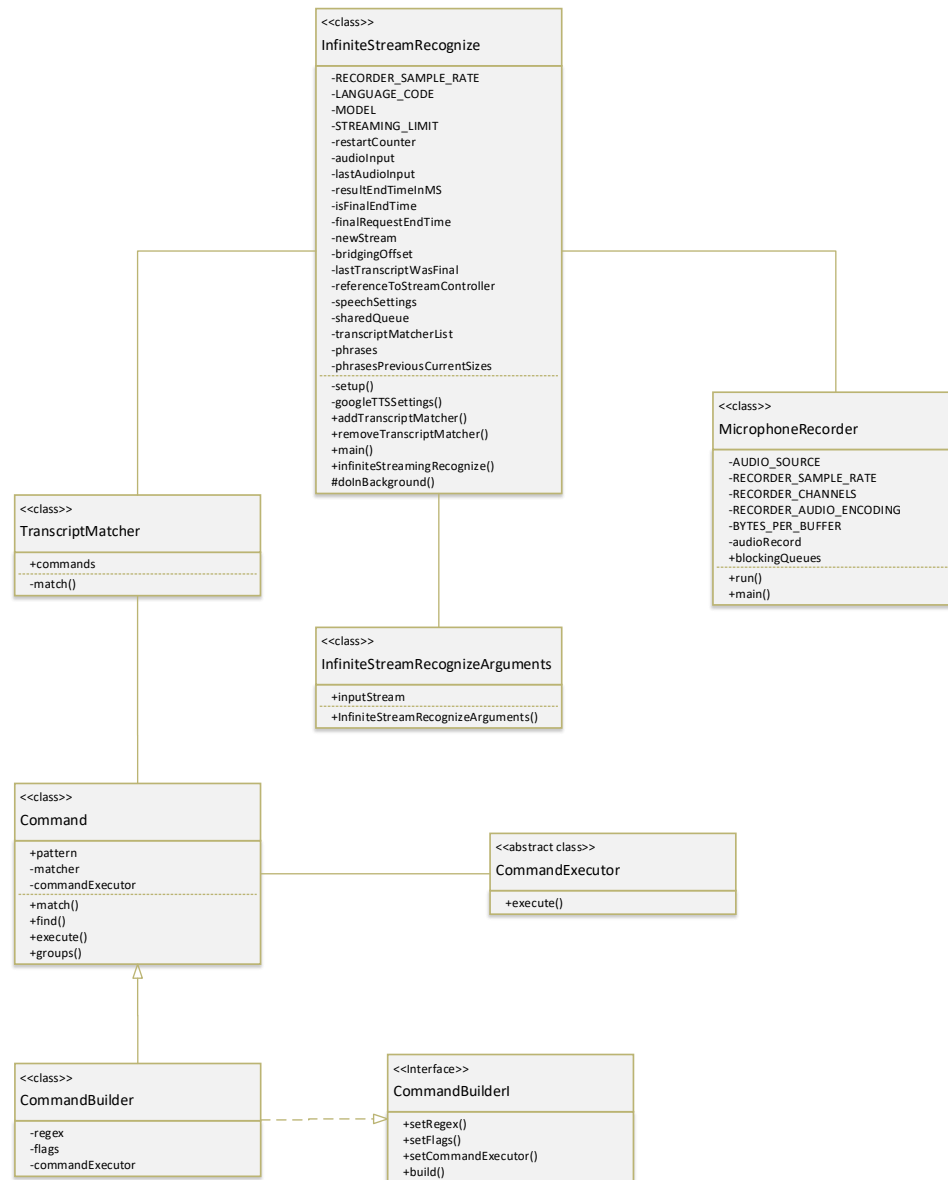 <<class>>
InfiniteStreamRecognize
-RECORDER_SAMPLE_RATE
-LANGUAGE_CODE
-MODEL
-STREAMING_LIMIT
-restartCounter
-audioInput
-lastAudioInput
-resultEndTimeInMS
-isFinalEndTime
-finalRequestEndTime
-newStream
-bridgingOffset
-lastTranscriptWasFinal
-referenceToStreamController
-speechSettings
-sharedQueue
-transcriptMatcherList
-phrases
-phrasesPreviousCurrentSizes
-setup()
-googleTTSSettings()
+addTranscriptMatcher()
+removeTranscriptMatcher()
+main()
+infiniteStreamingRecognize()
#doInBackground()
<<class>>
MicrophoneRecorder
-AUDIO_SOURCE
-RECORDER_SAMPLE_RATE
-RECORDER_CHANNELS
-RECORDER_AUDIO_ENCODING
-BYTES_PER_BUFFER
-audioRecord
+blockingQueues
+run()
+main()
<<class>>
TranscriptMatcher
+commands
-match()
<<class>>
InfiniteStreamRecognizeArguments
+inputStream
+InfiniteStreamRecognizeArguments()
<<class>>
Command
+pattern
-matcher
-commandExecutor
+match()
+find()
+execute()
+groups()
<<abstract class>>
CommandExecutor
+execute()
<<class>>
CommandBuilder
-regex
-flags
-commandExecutor
<<Interface>>
CommandBuilderI
+setRegex()
+setFlags()
+setCommandExecutor()
+build()